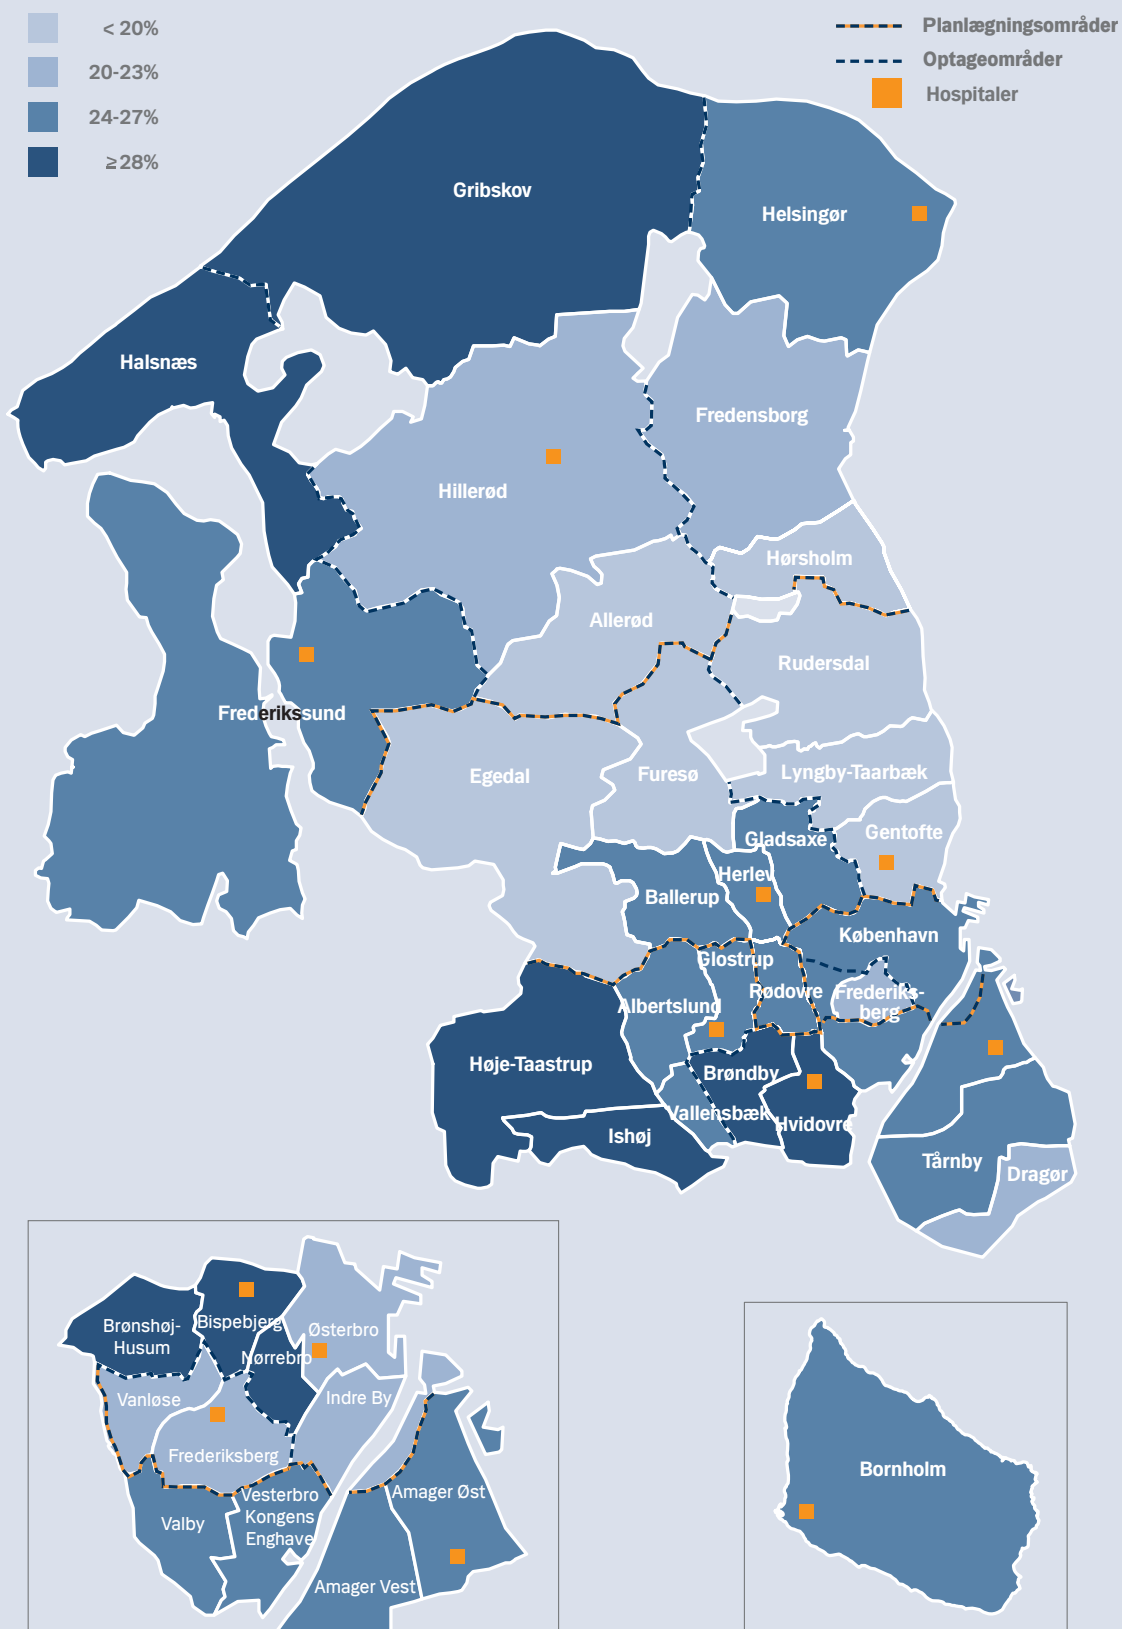 < 20%
20-23%
24-27%
≥28%
Planlægningsområder
Optageområder
Hospitaler
Gribskov
Helsingør
Halsnæs
Fredensborg
Hillerød
Hørsholm
Allerød
Rudersdal
Frederikssund
Egedal
Furesø
Lyngby-Taarbæk
Gentofte
Gladsaxe
Herlev
Ballerup
København
Glostrup
Rødovre
Frederiks-
berg
Albertslund
Høje-Taastrup
Brøndby
Vallensbæk
Hvidovre
Ishøj
Tårnby
Dragør
Brønshøj-
Husum
Bispebjerg
Østerbro
Nørrebro
Vanløse
Indre By
Frederiksberg
Valby
Vesterbro
Kongens
Enghave
Amager Øst
Amager Vest
Bornholm